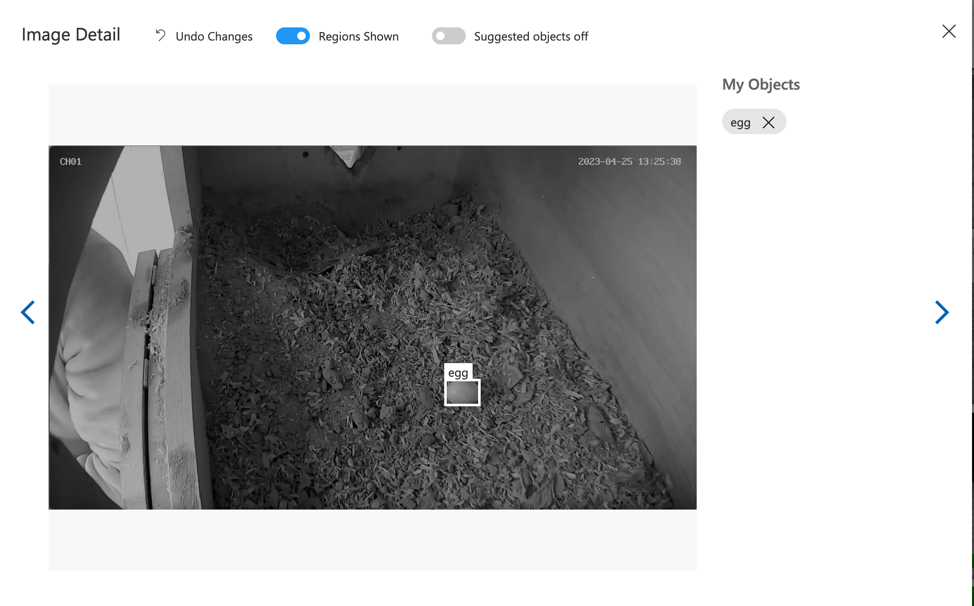 Image Detail
Undo Changes
Regions Shown
Suggested objects off
My Objects
egg
CH01
2023-04-25 13:25:38
egg